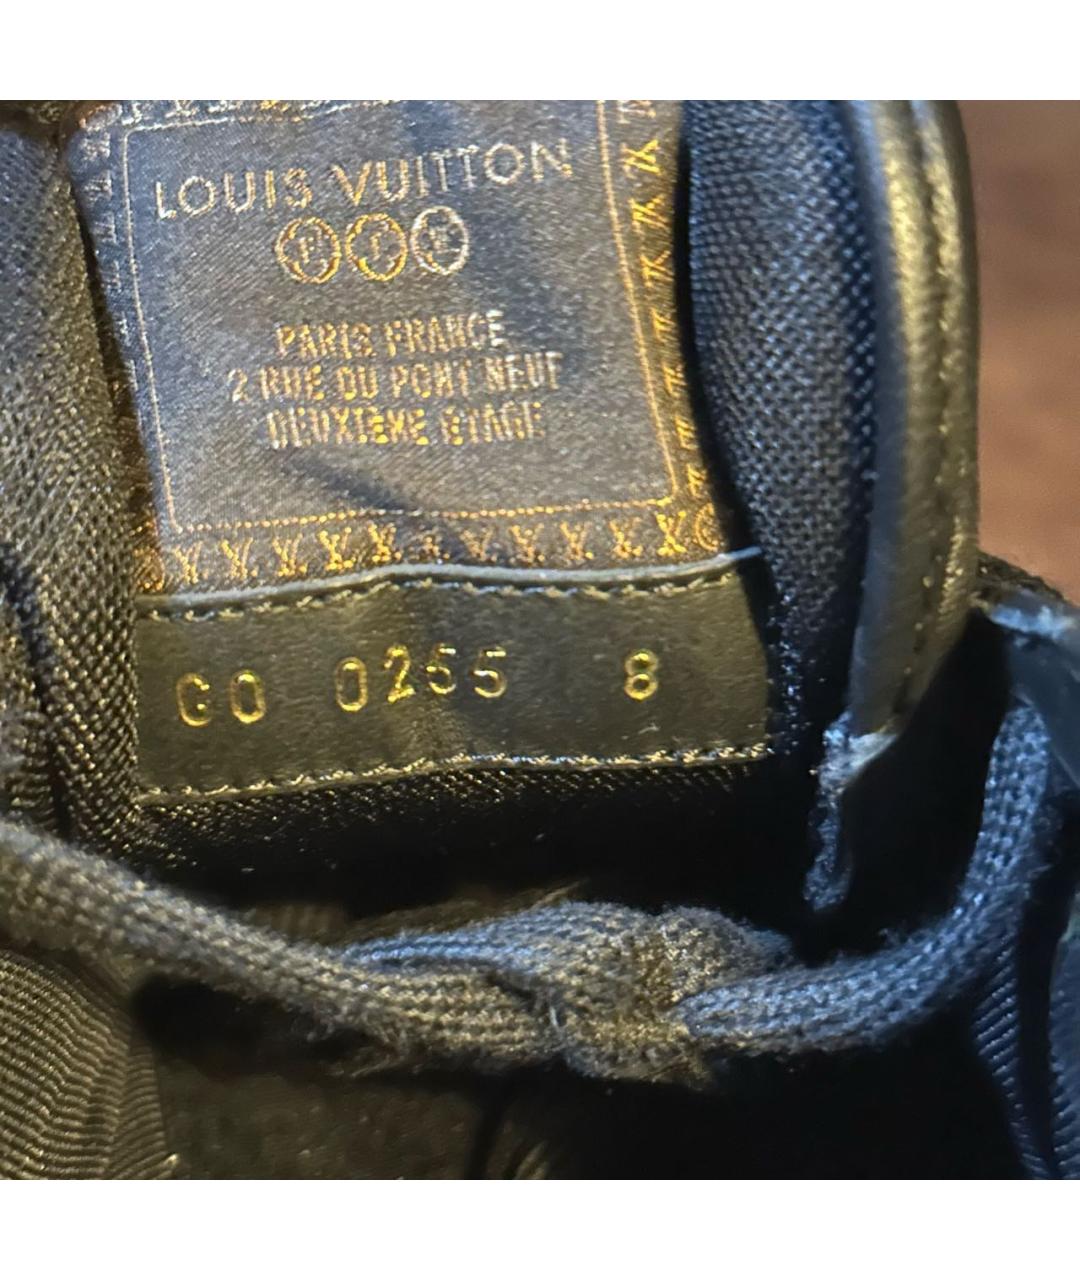 LOUIS VUITTON
PARIS FRANCE
2 RUE DU PONT NEUF
DEUXIEME ETAGE
GO 0255 8